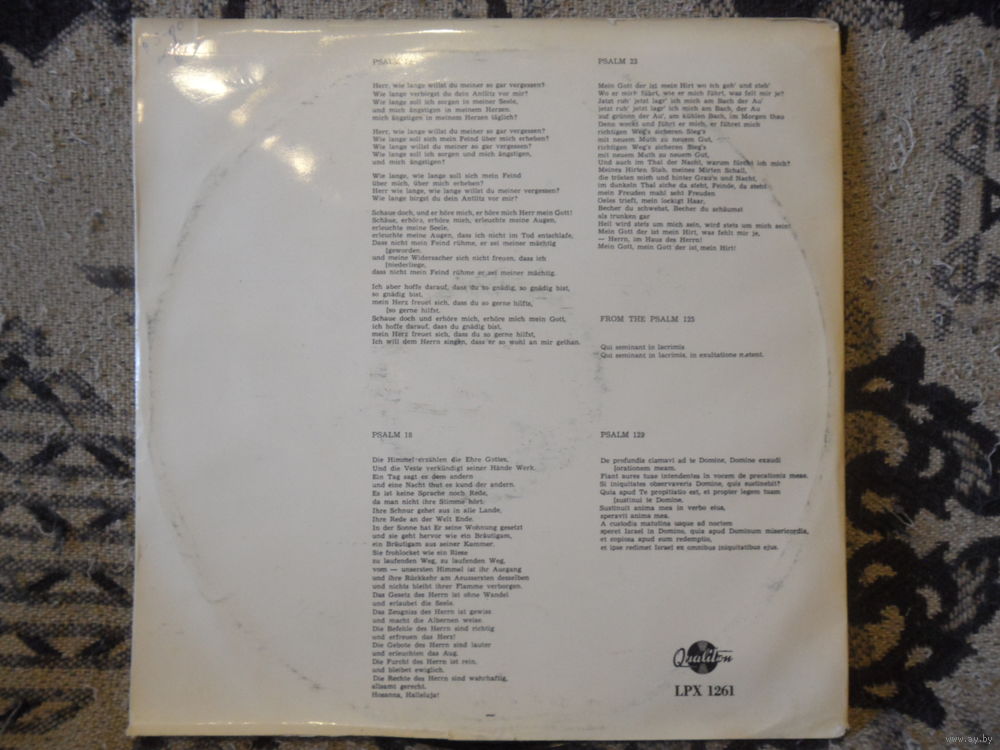 PSALM
Herr, wie lange willst du meiner so gar vergessen?
Wie lange verbirgst du dein Antlitz vor mir?
Wie lange soll ich sorgen in meiner Seele,
und mich ängstigen in meinem Herzen,
mich ängstigen in meinem Herzen täglich?
Herr, wie lange willst du meiner so gar vergessen?
Wie lange soll sich mein Feind über mich erheben?
Wie lange willst du meiner so gar vergessen?
Wie lange soll ich sorgen und mich ängstigen,
und mich ängstigen?
Wie lange, wie lange soll sich mein Feind
über mich, über mich erheben?
Herr wie lange, wie lange willst du meiner vergessen?
Wie lange birgst du dein Antlitz vor mir?
Schaue doch, und er höre mich, er höre mich Herr mein Gott!
Schaue, erhöre, erhöre mich, erleuchte meine Augen,
erleuchte meine Seele,
erleuchte meine Augen, dass ich nicht im Tod entschlafe,
Dass nicht mein Feind rühme, er sei meiner mächtig
[geworden,
und meine Widersacher sich nicht freuen, dass ich
[niederliege,
dass nicht mein Feind rühme er sei meiner mächtig.
Ich aber hoffe darauf, dass du so gnädig, so gnädig bist,
so gnädig bist,
mein Herz freuet sich, dass du so gerne hilfts,
[so gerne hilfst.
Schaue doch und erhöre mich, erhöre mich mein Gott,
ich hoffe darauf, dass du gnädig bist,
mein Herz freuet sich, dass du so gerne hilfst,
Ich will dem Herrn singen, dass er so wohl an mir gethan.
PSALM 18
Die Himmel erzählen die Ehre Gottes,
Und die Veste verkündigt seiner Hände Werk.
Ein Tag sagt es dem andern
und eine Nacht thut es kund der andern.
Es ist keine Sprache noch Rede,
da man nicht ihre Stimme hört:
Ihre Schnur gehet aus in alle Lande,
Ihre Rede an der Welt Ende.
In der Sonne hat Er seine Wohnung gesetzt
und sie geht hervor wie ein Bräutigam,
ein Bräutigam aus seiner Kammer.
Sie frohlocket wie ein Riese
zu laufenden Weg, zu laufenden Weg,
vom — unsersten Himmel ist ihr Ausgang
und ihre Rückkehr am Aeussersten desselben
und nichts bleibt ihrer Flamme verborgen.
Das Gesetz des Herrn ist ohne Wandel
und erlaubet die Seele.
Das Zeugniss des Herrn ist gewiss
und macht die Albernen weise.
Die Befehle des Herrn sind richtig
und erfreuen das Herz!
Die Gebote des Herrn sind lauter
und erleuchten das Aug.
Die Furcht des Herrn ist rein,
und bleibet ewiglich.
Die Rechte des Herrn sind wahrhaftig,
allsamt gerecht.
Hosanna, Halleluja!
PSALM 23
Mein Gott der ist mein Hirt wo ich geh' und steh'
Wo er mich führt, wie er mich führt, was felt mir je?
Jatzt ruh' jetzt lagr' ich mich am Bach der Au'
jetzt ruh' jetzt lagr' ich mich am Bach, der Au
auf grünen der Au', am kühlen Bach, im Morgen thau
Denn weckt und führt er mich, er führet mich
richtigen Weg's sicheren Steg's
mit neuem Muth zu neuem Gut,
richtigen Weg's sicheren Steg's
mit neuem Muth zu neuem Gut,
Und auch im Thal der Nacht, warum fürcht ich mich?
Meines Hirten Stab, meines Mirten Schall,
die trösten mich und hinter Grau'n und Nacht,
im dunkeln Thal siche da steht, Feinde, da steht
mein Freuden mahl seht Freuden
Oeles trieft, mein lockigt Haar,
Becher du schwebst, Becher du schäumst
als trunken gar
Heil wird stets um mich sein, wird stets um mich sein!
Mein Gott der ist mein Hirt, was fehlt mir je,
— Herrn, im Haus des Herrn!
Mein Gott, mein Gott der ist mein Hirt!
FROM THE PSALM 125
Qui seminant in lacrimis
Qui seminant in lacrimis, in exultatione
PSALM 129
De profundis clamavi ad te Domine, Domine exaudi
[orationem meam.
Fiant aures tuae intendentes in vocem de precationis meae.
Si iniquitates observaveris Domine, quis sustinebit?
Quia apud Te propitiatio est, et propter legem tuam
[sustinui te Domine,
Sustinuit anima mea in verbo eius,
speravit anima mea.
A custodia matutina usque ad noctem
speret Israel in Domino, quia apud Dominum misericordia,
et copiosa apud eum redemptio,
et ipse redimet Israel ex omnibus iniquitatibus ejus.
Qualiton
LPX 1261
www.ay.by